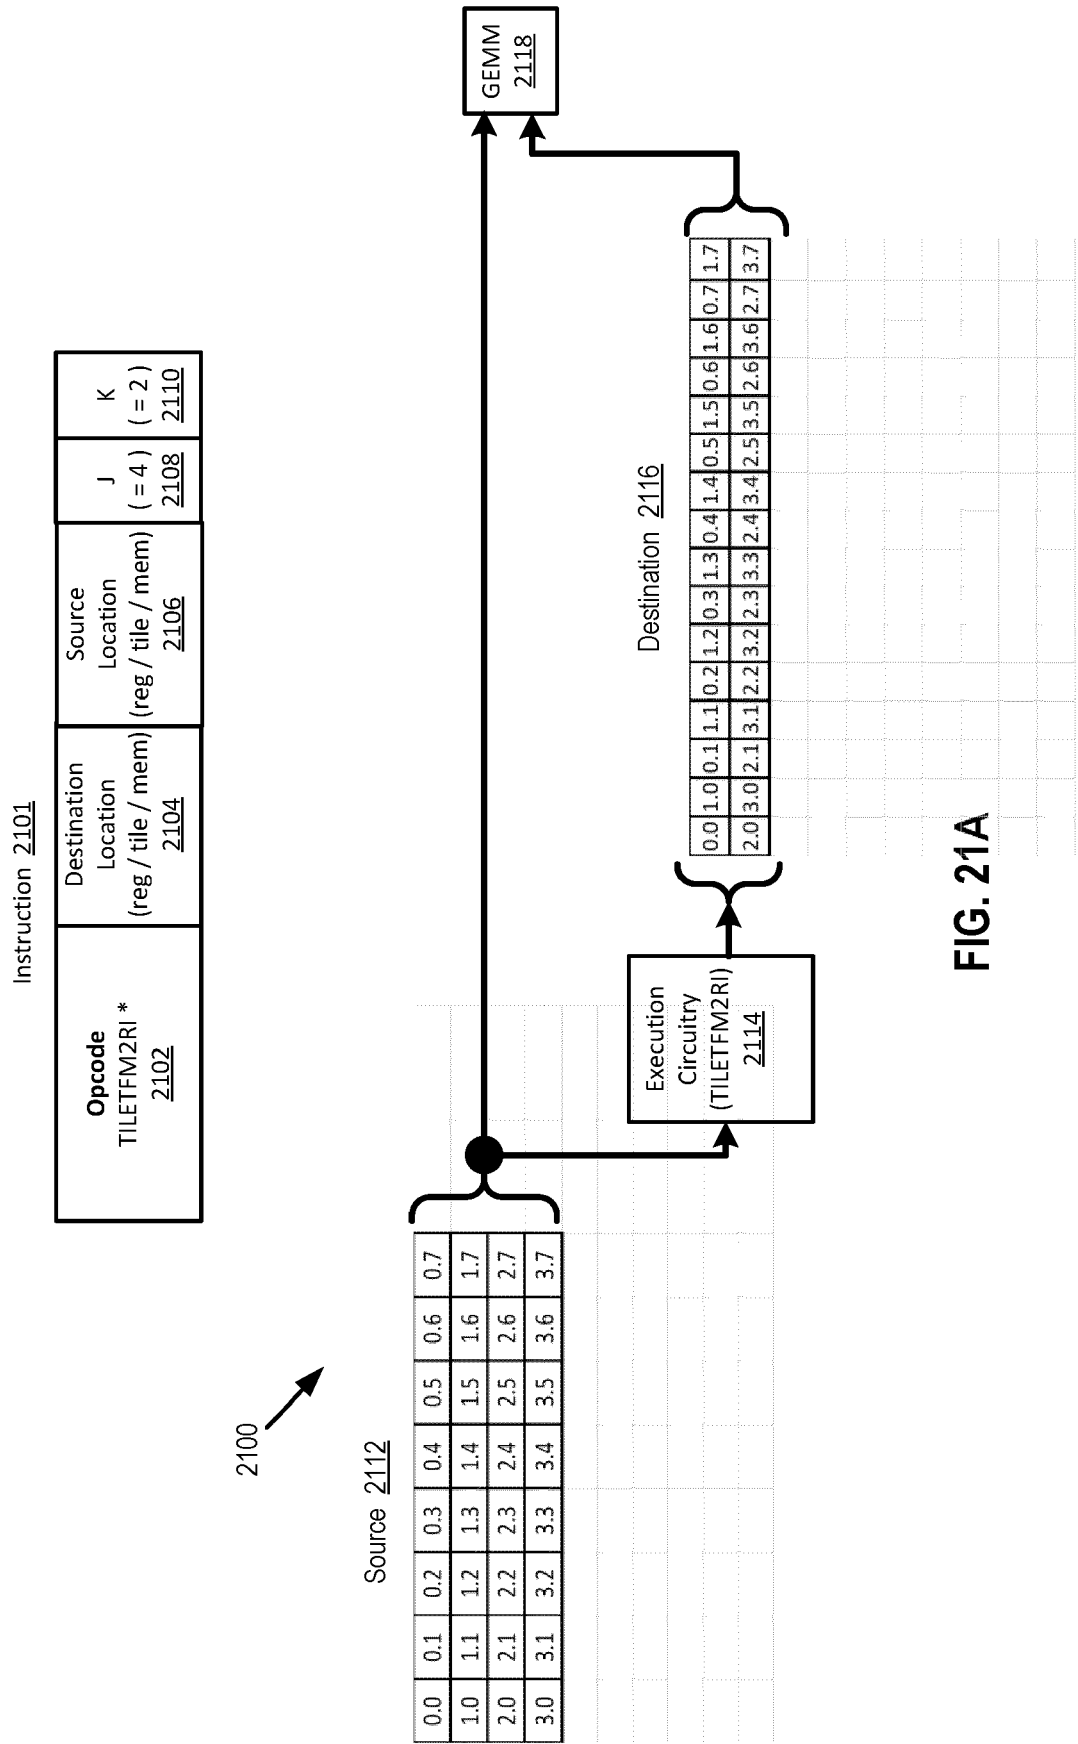 Instruction 2101
Opcode
TILETFM2RI *
2102
Destination
Location
(reg / tile / mem)
2104
Source
Location
(reg / tile / mem)
2106
J
( = 4 )
2108
K
( = 2 )
2110
2100
Source 2112
0.0 0.1 0.2 0.3 0.4 0.5 0.6 0.7
1.0 1.1 1.2 1.3 1.4 1.5 1.6 1.7
2.0 2.1 2.2 2.3 2.4 2.5 2.6 2.7
3.0 3.1 3.2 3.3 3.4 3.5 3.6 3.7
Execution
Circuitry
(TILETFM2RI)
2114
Destination 2116
0.0 1.0 0.1 1.1 0.2 1.2 0.3 1.3 0.4 1.4 0.5 1.5 0.6 1.6 0.7 1.7
2.0 3.0 2.1 3.1 2.2 3.2 2.3 3.3 2.4 3.4 2.5 3.5 2.6 3.6 2.7 3.7
GEMM
2118
FIG. 21A